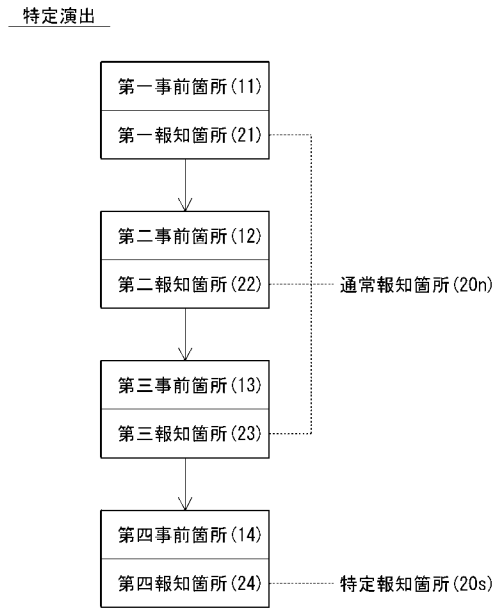 特定演出
第一事前箇所(11)
第一報知箇所(21)
第二事前箇所(12)
第二報知箇所(22)
通常報知箇所(20n)
第三事前箇所(13)
第三報知箇所(23)
第四事前箇所(14)
第四報知箇所(24)
特定報知箇所(20s)